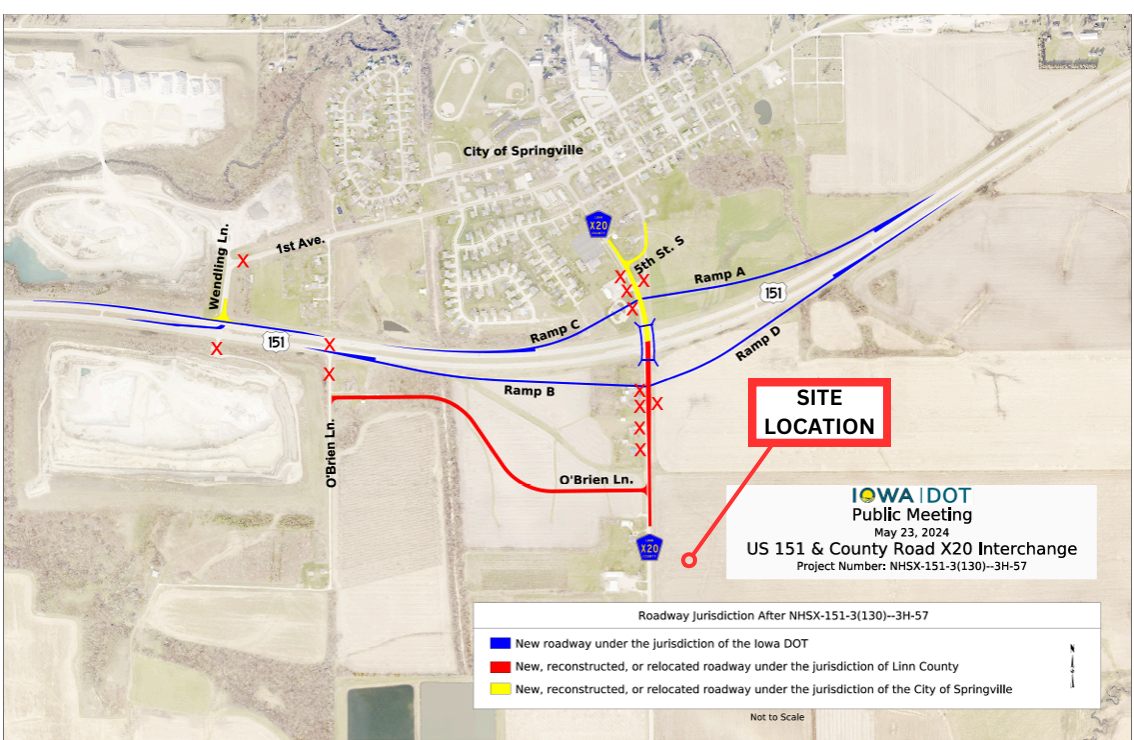 City of Springville
LINN
X20
COUNTY
Wendling Ln.
1st Ave.
X
5th St. S
X
X
X
X
Ramp A
151
Ramp C
151
X
X
X
Ramp D
Ramp B
X
X
X
X
X
SITE
LOCATION
O'Brien Ln.
O'Brien Ln.
IOWA DOT
Public Meeting
May 23, 2024
US 151 & County Road X20 Interchange
Project Number: NHSX-151-3(130)--3H-57
X20
COUNTY
Roadway Jurisdiction After NHSX-151-3(130)--3H-57
New roadway under the jurisdiction of the Iowa DOT
New, reconstructed, or relocated roadway under the jurisdiction of Linn County
New, reconstructed, or relocated roadway under the jurisdiction of the City of Springville
N
Not to Scale